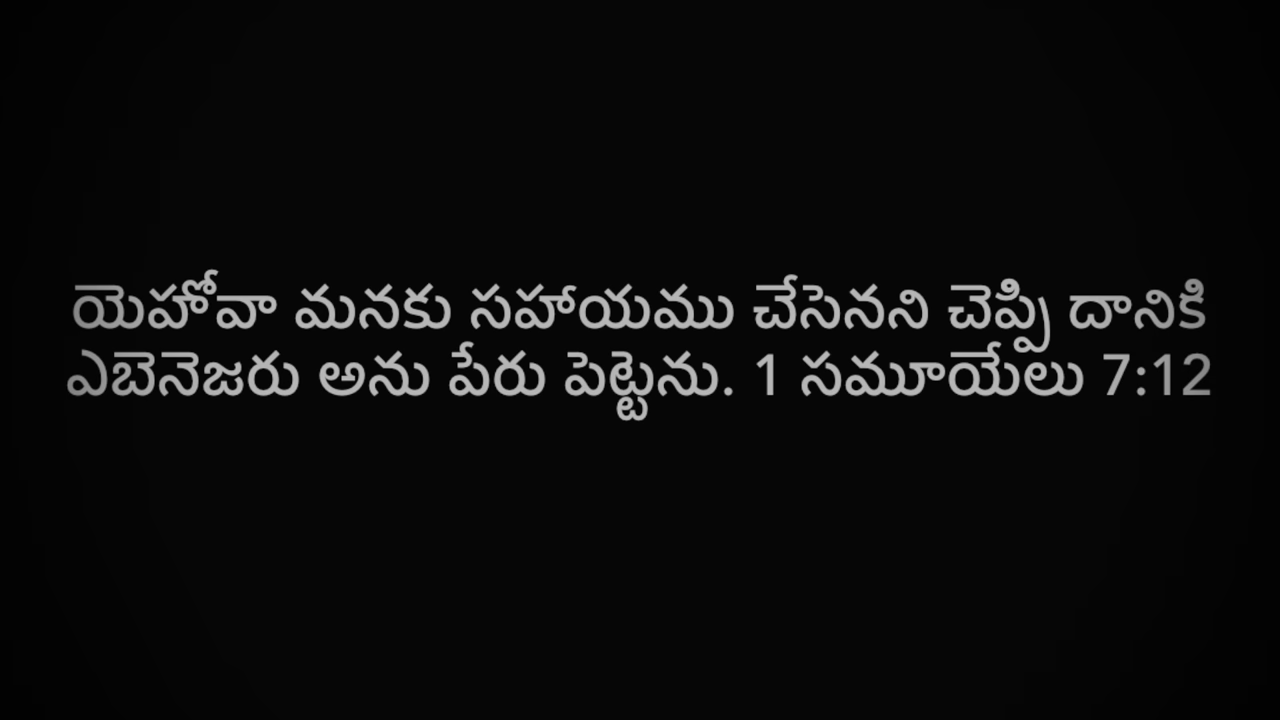 యెహోవా మనకు సహాయము చేసెనని చెప్పి దానికి
ఎబెనెజరు అను పేరు పెట్టెను. 1 సమూయేలు 7:12